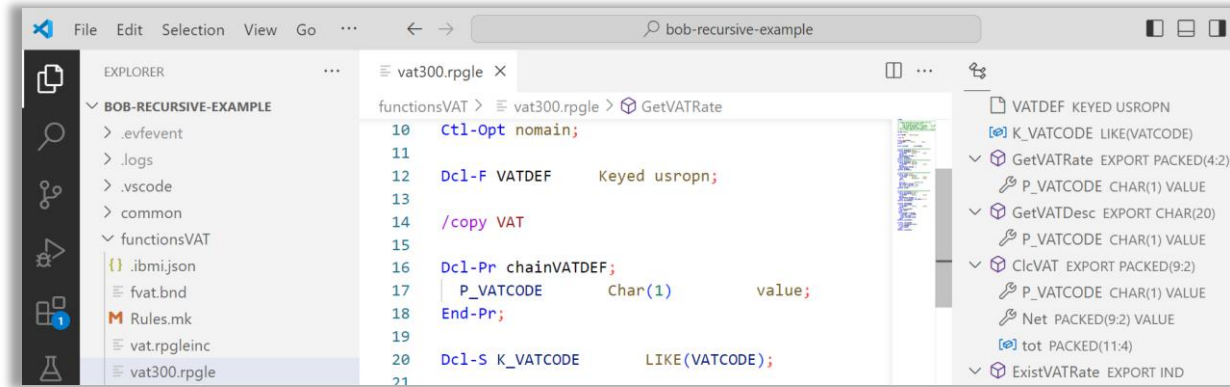 File Edit Selection View Go ··· ← → bob-recursive-example
EXPLORER ···
BOB-RECURSIVE-EXAMPLE
.evfevent
.logs
.vscode
common
functionsVAT
{} .ibmi.json
fvat.bnd
M Rules.mk
vat.rpgleinc
vat300.rpgle
1
vat300.rpgle × ···
functionsVAT > vat300.rpgle > GetVATRate
10 Ctl-Opt nomain;
11
12 Dcl-F VATDEF Keyed usropn;
13
14 /copy VAT
15
16 Dcl-Pr chainVATDEF;
17 P_VATCODE Char(1) value;
18 End-Pr;
19
20 Dcl-S K_VATCODE LIKE(VATCODE);
21
VATDEF KEYED USROPN
K_VATCODE LIKE(VATCODE)
GetVATRate EXPORT PACKED(4:2)
P_VATCODE CHAR(1) VALUE
GetVATDesc EXPORT CHAR(20)
P_VATCODE CHAR(1) VALUE
ClcVAT EXPORT PACKED(9:2)
P_VATCODE CHAR(1) VALUE
Net PACKED(9:2) VALUE
tot PACKED(11:4)
ExistVATRate EXPORT IND